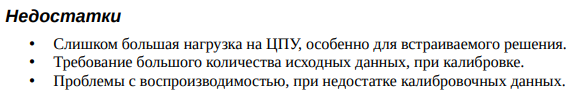 Недостатки
• Слишком большая нагрузка на ЦПУ, особенно для встраиваемого решения.
• Требование большого количества исходных данных, при калибровке.
• Проблемы с воспроизводимостью, при недостатке калибровочных данных.